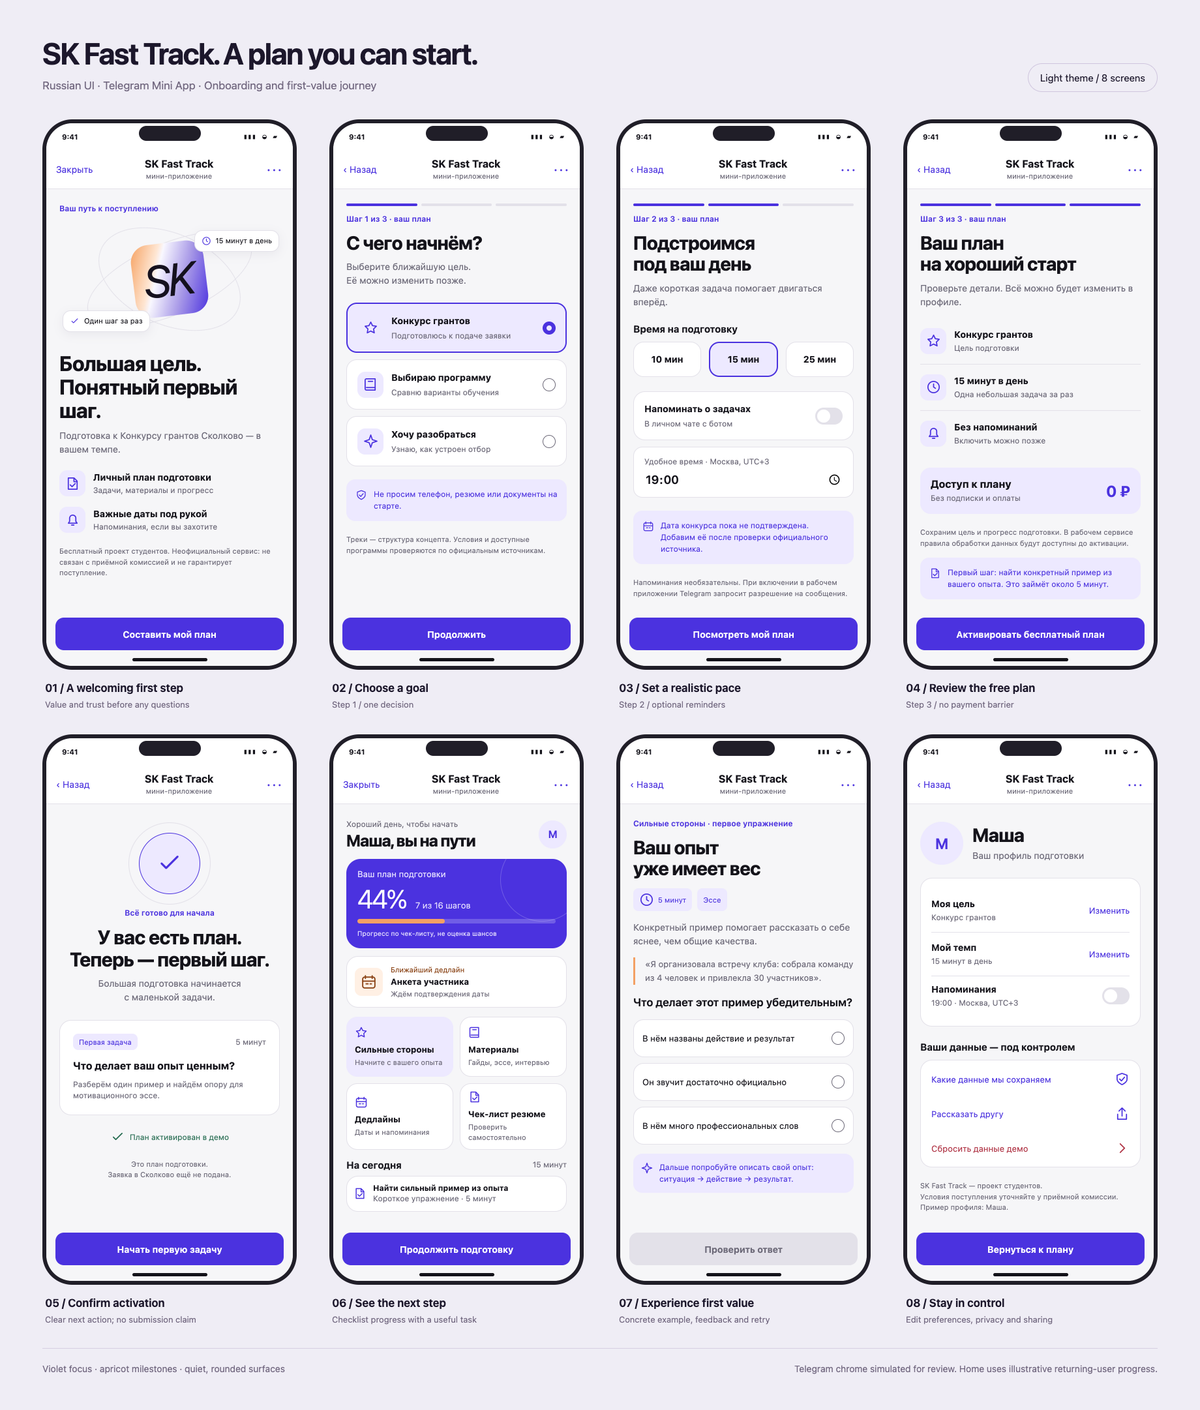 SK Fast Track. A plan you can start.
Russian UI · Telegram Mini App · Onboarding and first-value journey
Light theme / 8 screens
9:41
Закрыть
SK Fast Track
мини-приложение
Ваш путь к поступлению
15 минут в день
SK
Один шаг за раз
Большая цель.
Понятный первый
шаг.
Подготовка к Конкурсу грантов Сколково — в
вашем темпе.
Личный план подготовки
Задачи, материалы и прогресс
Важные даты под рукой
Напоминания, если вы захотите
Бесплатный проект студентов. Неофициальный сервис: не
связан с приёмной комиссией и не гарантирует
поступление.
Составить мой план
01 / A welcoming first step
Value and trust before any questions
9:41
‹ Назад
SK Fast Track
мини-приложение
Шаг 1 из 3 · ваш план
С чего начнём?
Выберите ближайшую цель.
Её можно изменить позже.
Конкурс грантов
Подготовлюсь к подаче заявки
Выбираю программу
Сравню варианты обучения
Хочу разобраться
Узнаю, как устроен отбор
Не просим телефон, резюме или документы на
старте.
Треки — структура концепта. Условия и доступные
программы проверяются по официальным источникам.
Продолжить
02 / Choose a goal
Step 1 / one decision
9:41
‹ Назад
SK Fast Track
мини-приложение
Шаг 2 из 3 · ваш план
Подстроимся
под ваш день
Даже короткая задача помогает двигаться
вперёд.
Время на подготовку
10 мин
15 мин
25 мин
Напоминать о задачах
В личном чате с ботом
Удобное время · Москва, UTC+3
19:00
Дата конкурса пока не подтверждена.
Добавим её после проверки официального
источника.
Напоминания необязательны. При включении в рабочем
приложении Telegram запросит разрешение на сообщения.
Посмотреть мой план
03 / Set a realistic pace
Step 2 / optional reminders
9:41
‹ Назад
SK Fast Track
мини-приложение
Шаг 3 из 3 · ваш план
Ваш план
на хороший старт
Проверьте детали. Всё можно будет изменить в
профиле.
Конкурс грантов
Цель подготовки
15 минут в день
Одна небольшая задача за раз
Без напоминаний
Включить можно позже
Доступ к плану
Без подписки и оплаты
0 ₽
Сохраним цель и прогресс подготовки. В рабочем сервисе
правила обработки данных будут доступны до активации.
Первый шаг: найти конкретный пример из
вашего опыта. Это займёт около 5 минут.
Активировать бесплатный план
04 / Review the free plan
Step 3 / no payment barrier
9:41
‹ Назад
SK Fast Track
мини-приложение
Всё готово для начала
У вас есть план.
Теперь — первый шаг.
Большая подготовка начинается
с маленькой задачи.
Первая задача
5 минут
Что делает ваш опыт ценным?
Разберём один пример и найдём опору для
мотивационного эссе.
План активирован в демо
Это план подготовки.
Заявка в Сколково ещё не подана.
Начать первую задачу
05 / Confirm activation
Clear next action; no submission claim
9:41
Закрыть
SK Fast Track
мини-приложение
Хороший день, чтобы начать
Маша, вы на пути
М
Ваш план подготовки
44%
7 из 16 шагов
Прогресс по чек-листу, не оценка шансов
Ближайший дедлайн
Анкета участника
Ждём подтверждения даты
Сильные стороны
Начните с вашего опыта
Материалы
Гайды, эссе, интервью
Дедлайны
Даты и напоминания
Чек-лист резюме
Проверить
самостоятельно
На сегодня
15 минут
Найти сильный пример из опыта
Короткое упражнение · 5 минут
Продолжить подготовку
06 / See the next step
Checklist progress with a useful task
9:41
‹ Назад
SK Fast Track
мини-приложение
Сильные стороны · первое упражнение
Ваш опыт
уже имеет вес
5 минут
Эссе
Конкретный пример помогает рассказать о себе
яснее, чем общие качества.
«Я организовала встречу клуба: собрала команду
из 4 человек и привлекла 30 участников».
Что делает этот пример убедительным?
В нём названы действие и результат
Он звучит достаточно официально
В нём много профессиональных слов
Дальше попробуйте описать свой опыт:
ситуация → действие → результат.
Проверить ответ
07 / Experience first value
Concrete example, feedback and retry
9:41
‹ Назад
SK Fast Track
мини-приложение
М
Маша
Ваш профиль подготовки
Моя цель
Конкурс грантов
Изменить
Мой темп
15 минут в день
Изменить
Напоминания
19:00 · Москва, UTC+3
Ваши данные — под контролем
Какие данные мы сохраняем
Рассказать другу
Сбросить данные демо
SK Fast Track — проект студентов.
Условия поступления уточняйте у приёмной комиссии.
Пример профиля: Маша.
Вернуться к плану
08 / Stay in control
Edit preferences, privacy and sharing
Violet focus · apricot milestones · quiet, rounded surfaces
Telegram chrome simulated for review. Home uses illustrative returning-user progress.